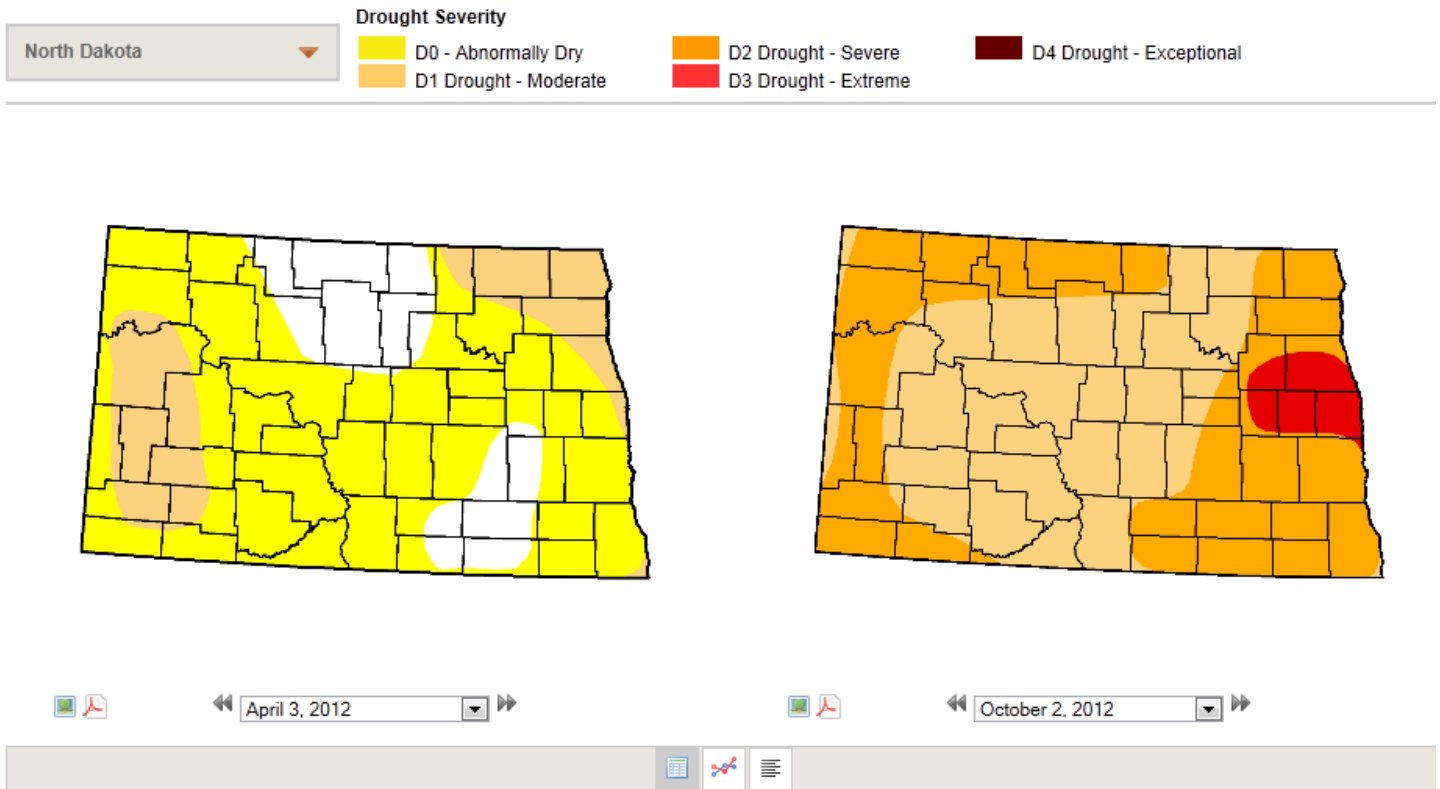 Drought Severity
North Dakota
D0 - Abnormally Dry
D2 Drought - Severe
D4 Drought - Exceptional
D1 Drought - Moderate
D3 Drought - Extreme
April 3, 2012
October 2, 2012